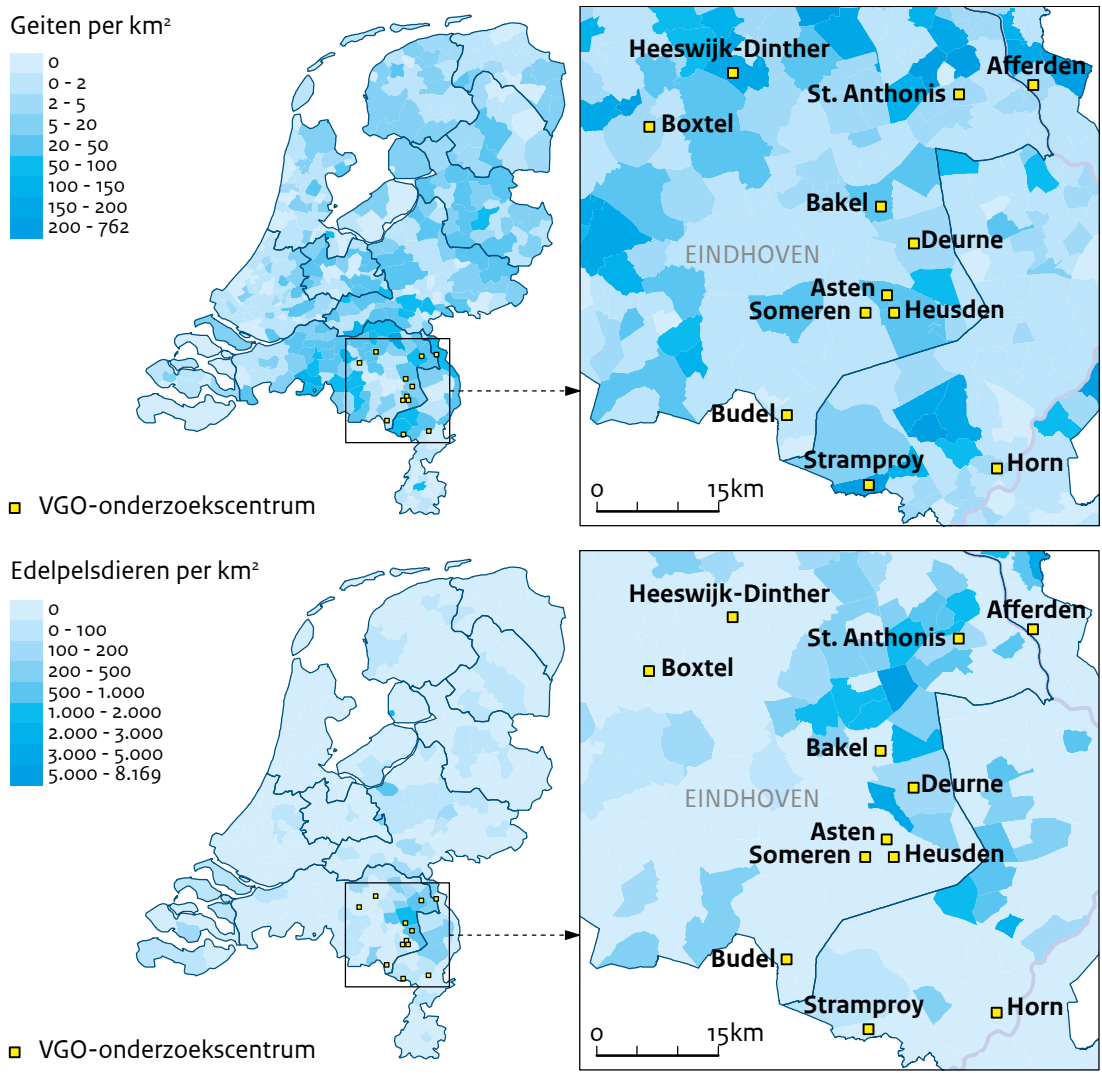 Geiten per km²
0
0 - 2
2 - 5
5 - 20
20 - 50
50 - 100
100 - 150
150 - 200
200 - 762
VGO-onderzoekscentrum
Heeswijk-Dinther
Afferden
St. Anthonis
Boxtel
Bakel
Deurne
EINDHOVEN
Asten
Someren
Heusden
Budel
Stramproy
Horn
0 15km
Edelpelsdieren per km²
0
0 - 100
100 - 200
200 - 500
500 - 1.000
1.000 - 2.000
2.000 - 3.000
3.000 - 5.000
5.000 - 8.169
VGO-onderzoekscentrum
Heeswijk-Dinther
Afferden
St. Anthonis
Boxtel
Bakel
Deurne
EINDHOVEN
Asten
Someren
Heusden
Budel
Stramproy
Horn
0 15km